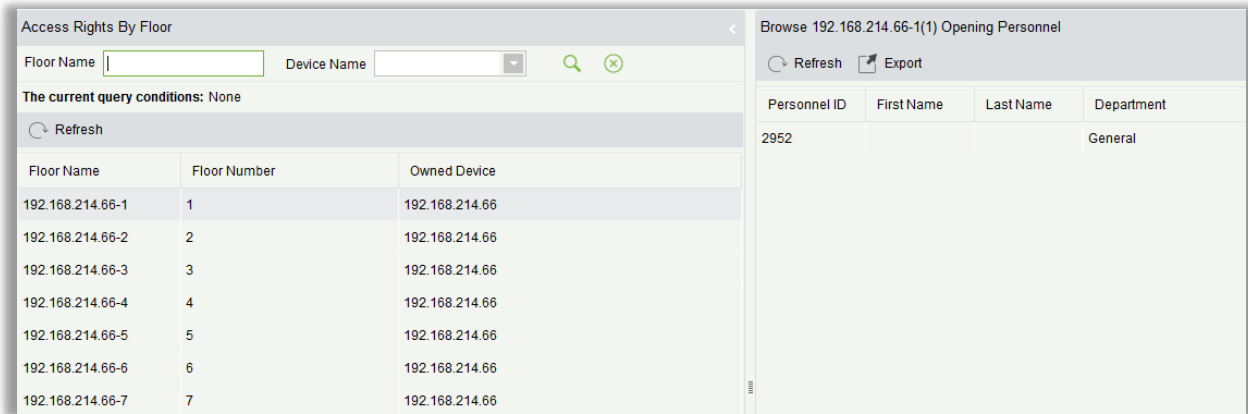 Access Rights By Floor
Floor Name Device Name
The current query conditions: None
Refresh
Floor Name Floor Number Owned Device
192.168.214.66-1 1 192.168.214.66
192.168.214.66-2 2 192.168.214.66
192.168.214.66-3 3 192.168.214.66
192.168.214.66-4 4 192.168.214.66
192.168.214.66-5 5 192.168.214.66
192.168.214.66-6 6 192.168.214.66
192.168.214.66-7 7 192.168.214.66
Browse 192.168.214.66-1(1) Opening Personnel
Refresh Export
Personnel ID First Name Last Name Department
2952 General